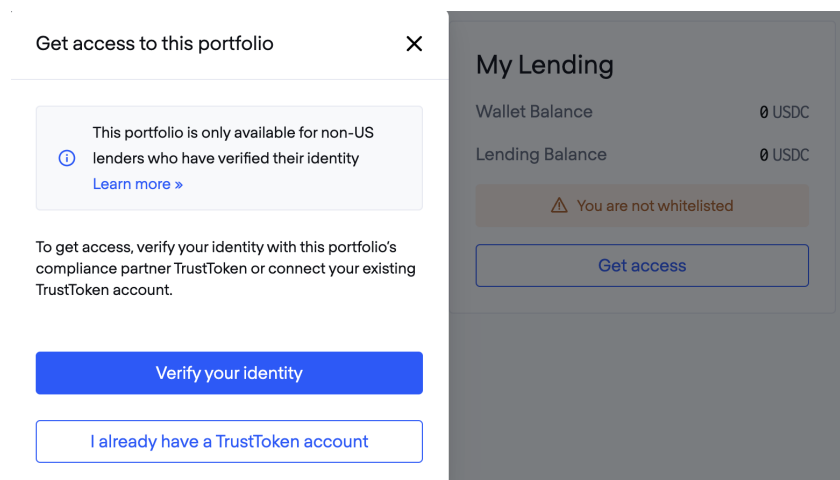 Get access to this portfolio
This portfolio is only available for non-US
lenders who have verified their identity
Learn more »
To get access, verify your identity with this portfolio's
compliance partner TrustToken or connect your existing
TrustToken account.
Verify your identity
I already have a TrustToken account
My Lending
Wallet Balance 0 USDC
Lending Balance 0 USDC
You are not whitelisted
Get access